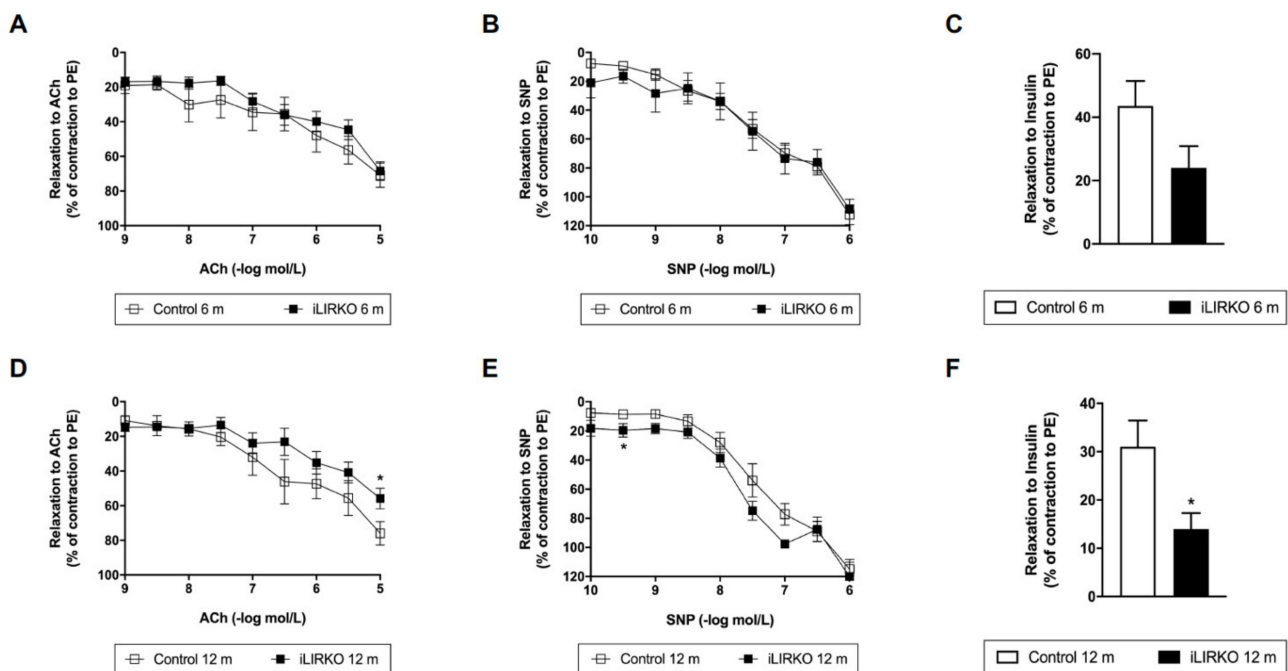 A
Relaxation to ACh
(% of contraction to PE)
0
20
40
60
80
100
9
8
7
6
5
ACh (-log mol/L)
Control 6 m
iLIRKO 6 m
B
Relaxation to SNP
(% of contraction to PE)
0
20
40
60
80
100
120
10
9
8
7
6
SNP (-log mol/L)
Control 6 m
iLIRKO 6 m
C
Relaxation to Insulin
(% of contraction to PE)
60
40
20
0
Control 6 m
iLIRKO 6 m
D
Relaxation to ACh
(% of contraction to PE)
0
20
40
60
80
100
*
9
8
7
6
5
ACh (-log mol/L)
Control 12 m
iLIRKO 12 m
E
Relaxation to SNP
(% of contraction to PE)
0
20
40
60
80
100
120
*
10
9
8
7
6
SNP (-log mol/L)
Control 12 m
iLIRKO 12 m
F
Relaxation to Insulin
(% of contraction to PE)
40
30
20
10
0
*
Control 12 m
iLIRKO 12 m